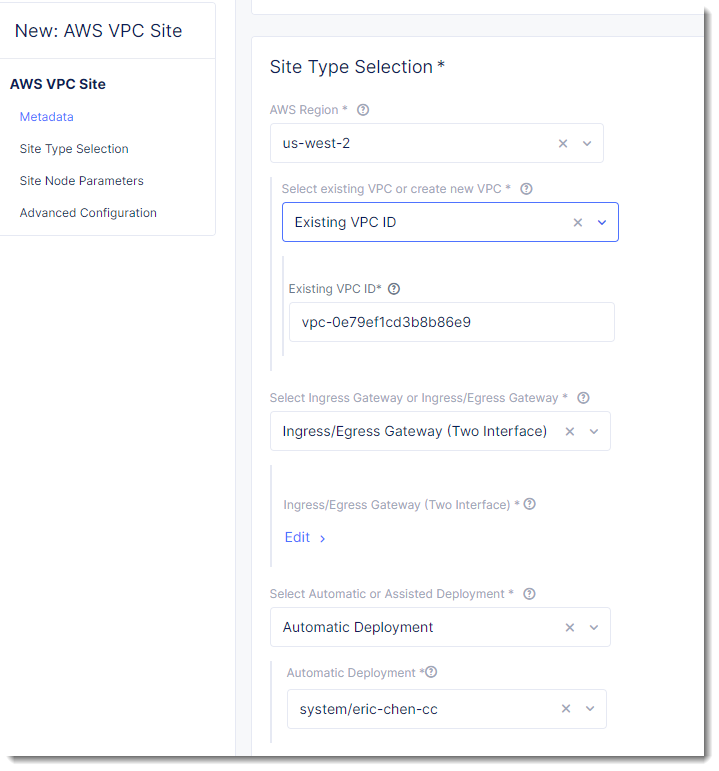 New: AWS VPC Site
AWS VPC Site
Metadata
Site Type Selection
Site Node Parameters
Advanced Configuration
Site Type Selection *
AWS Region *
us-west-2
Select existing VPC or create new VPC *
Existing VPC ID
Existing VPC ID*
vpc-0e79ef1cd3b8b86e9
Select Ingress Gateway or Ingress/Egress Gateway *
Ingress/Egress Gateway (Two Interface)
Ingress/Egress Gateway (Two Interface) *
Edit
Select Automatic or Assisted Deployment *
Automatic Deployment
Automatic Deployment *
system/eric-chen-cc